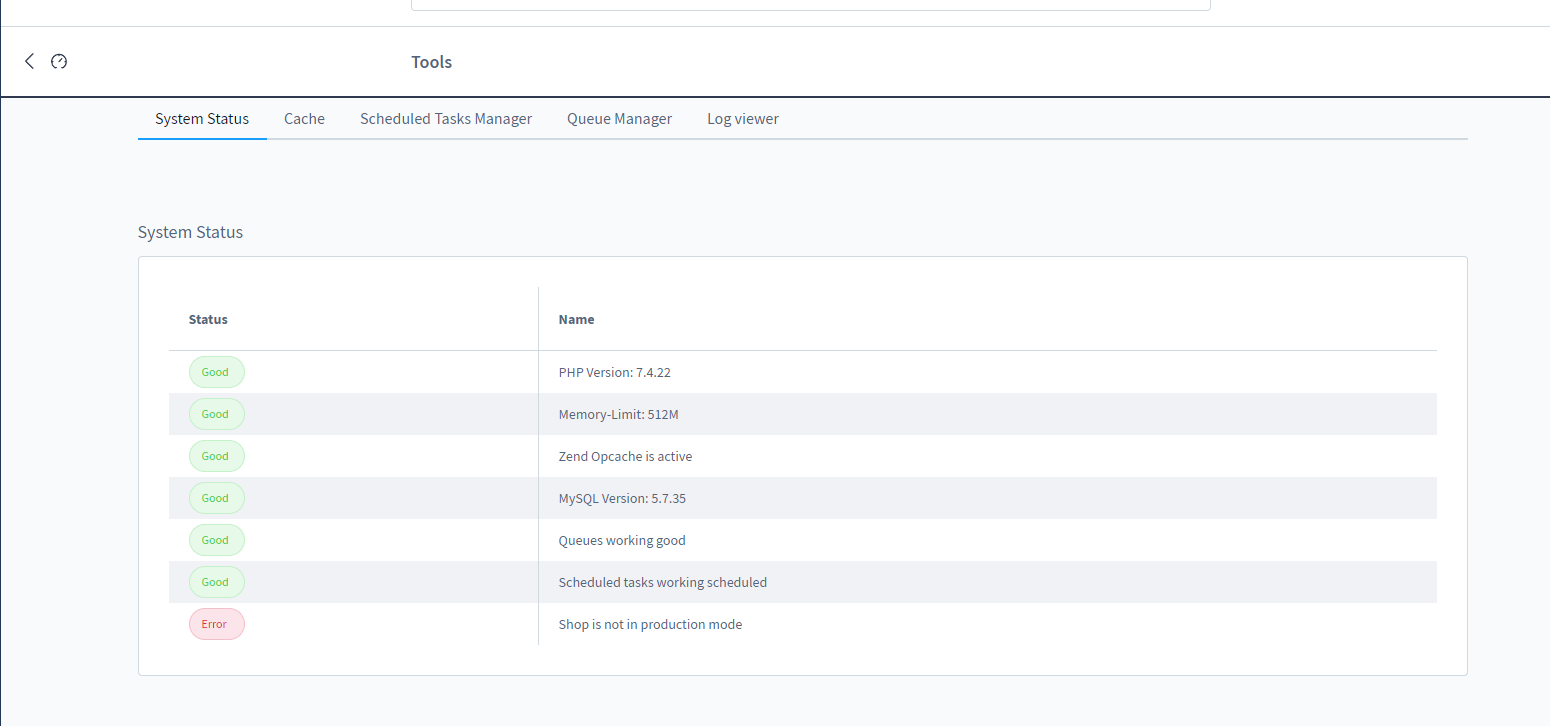 Tools
System Status Cache Scheduled Tasks Manager Queue Manager Log viewer
System Status
Status Name
Good PHP Version: 7.4.22
Good Memory-Limit: 512M
Good Zend Opcache is active
Good MySQL Version: 5.7.35
Good Queues working good
Good Scheduled tasks working scheduled
Error Shop is not in production mode